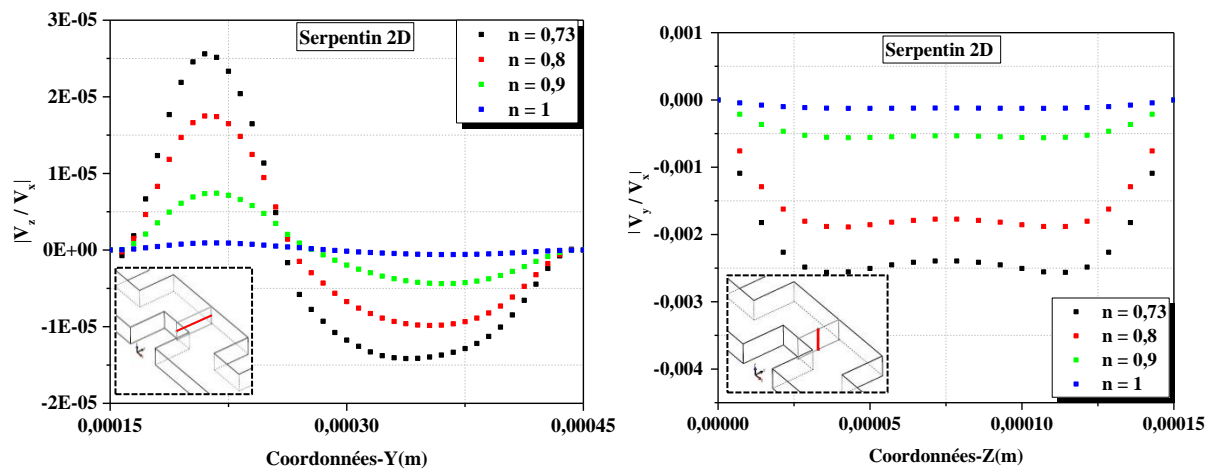 3E-05
2E-05
1E-05
0E+00
-1E-05
-2E-05
|V_z / V_x|
Serpentin 2D
n = 0,73
n = 0,8
n = 0,9
n = 1
0,00015
0,00030
0,00045
Coordonnées-Y(m)
0,001
0,000
-0,001
-0,002
-0,003
-0,004
|V_y / V_x|
Serpentin 2D
n = 0,73
n = 0,8
n = 0,9
n = 1
0,00000
0,00005
0,00010
0,00015
Coordonnées-Z(m)